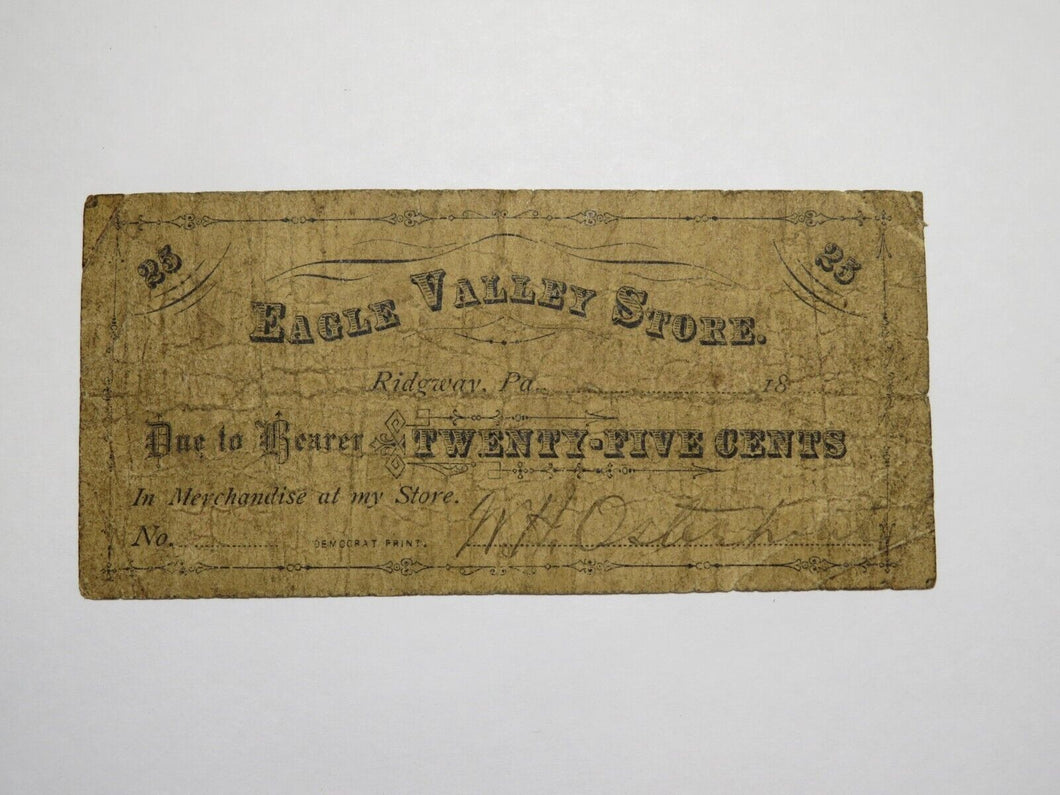 25 25
EAGLE VALLEY STORE.
Ridgway, Pa. 18
Due to Bearer TWENTY-FIVE CENTS
In Merchandise at my Store.
No. DEMOCRAT PRINT. W. H. Osterhout